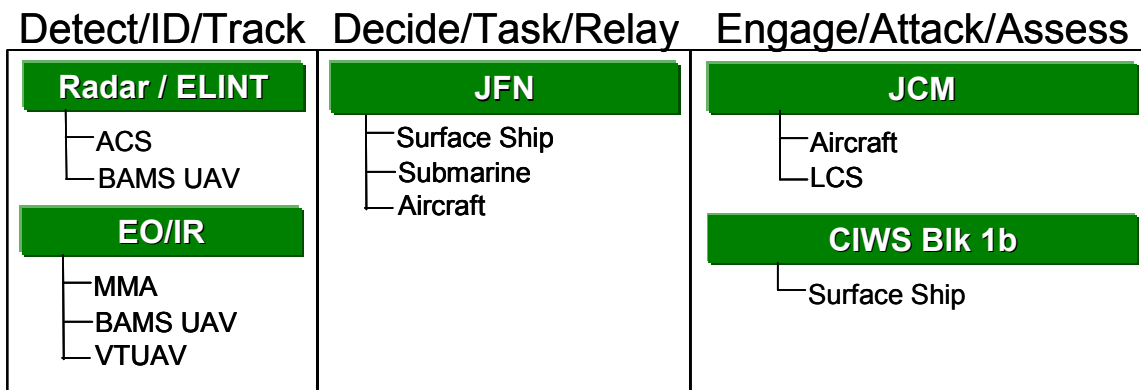 Detect/ID/Track
Radar / ELINT
ACS
BAMS UAV
EO/IR
MMA
BAMS UAV
VTUAV
Decide/Task/Relay
JFN
Surface Ship
Submarine
Aircraft
Engage/Attack/Assess
JCM
Aircraft
LCS
CIWS Blk 1b
Surface Ship